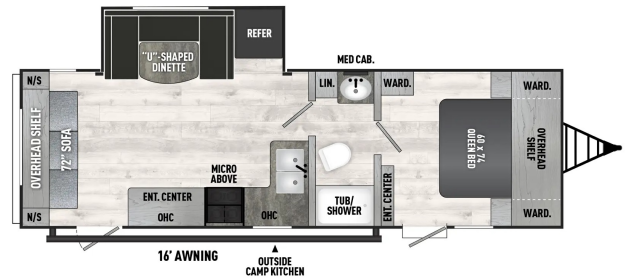 REFER
"U"-SHAPED
DINETTE
MED CAB.
N/S
LIN.
WARD.
WARD.
OVERHEAD SHELF
72" SOFA
60 X 74
QUEEN BED
OVERHEAD
SHELF
MICRO
ABOVE
ENT. CENTER
OHC
OHC
TUB/
SHOWER
ENT. CENTER
N/S
WARD.
16' AWNING
OUTSIDE
CAMP KITCHEN